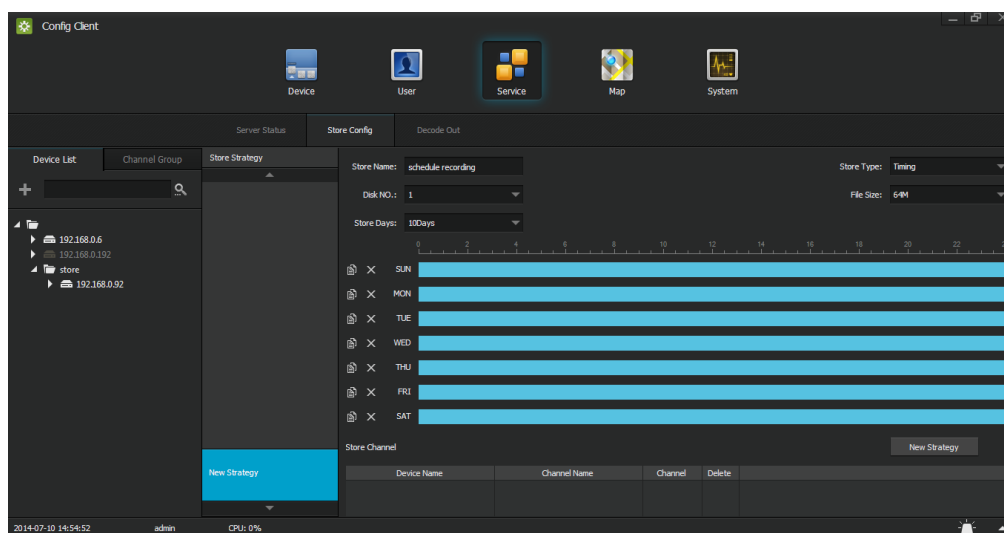 Config Client
Device User Service Map System
Server Status Store Config Decode Out
Device List Channel Group Store Strategy
Store Name: schedule recording Store Type: Timing
Disk NO.: 1 File Size: 64M
Store Days: 10Days
0 2 4 6 8 10 12 14 16 18 20 22
192.168.0.6
192.168.0.192
store
192.168.0.92
SUN
MON
TUE
WED
THU
FRI
SAT
Store Channel New Strategy
New Strategy
Device Name Channel Name Channel Delete
2014-07-10 14:54:52 admin CPU: 0%